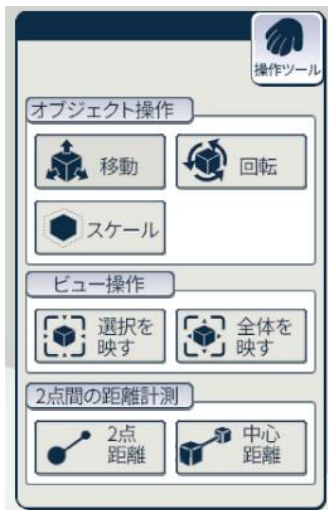 操作ツール
オブジェクト操作
移動
回転
スケール
ビュー操作
選択を
映す
全体を
映す
2点間の距離計測
2点
距離
中心
距離